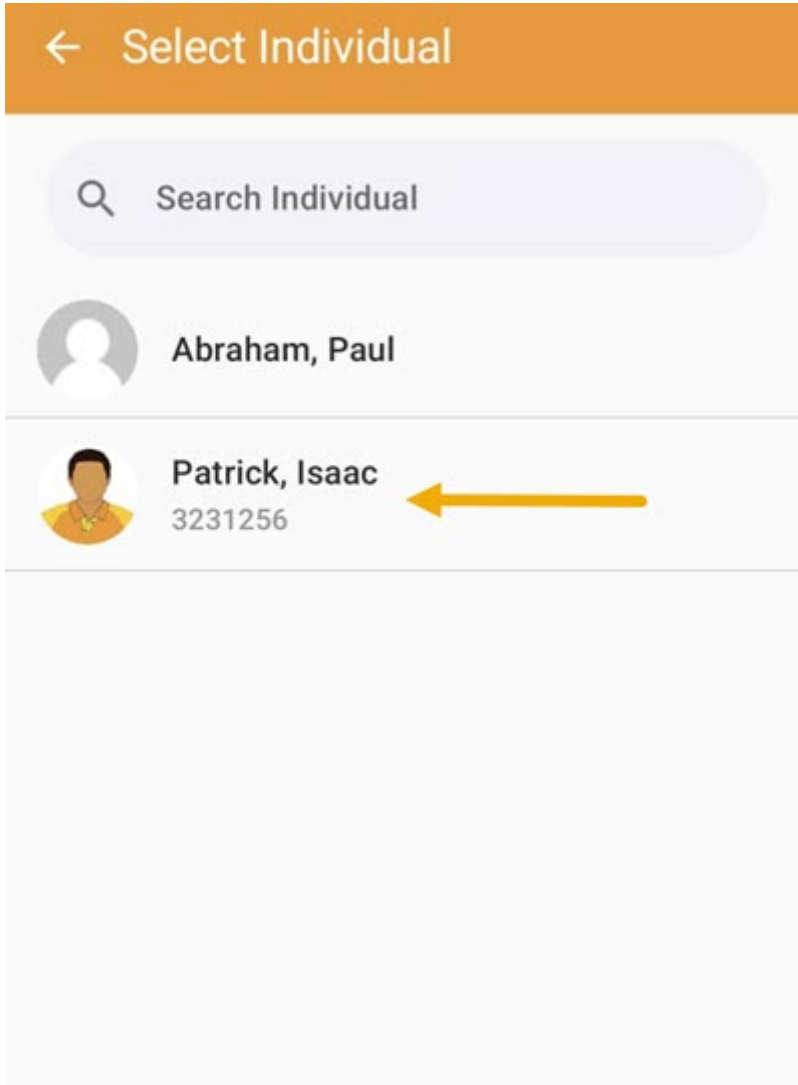 Select Individual
Search Individual
Abraham, Paul
Patrick, Isaac
3231256